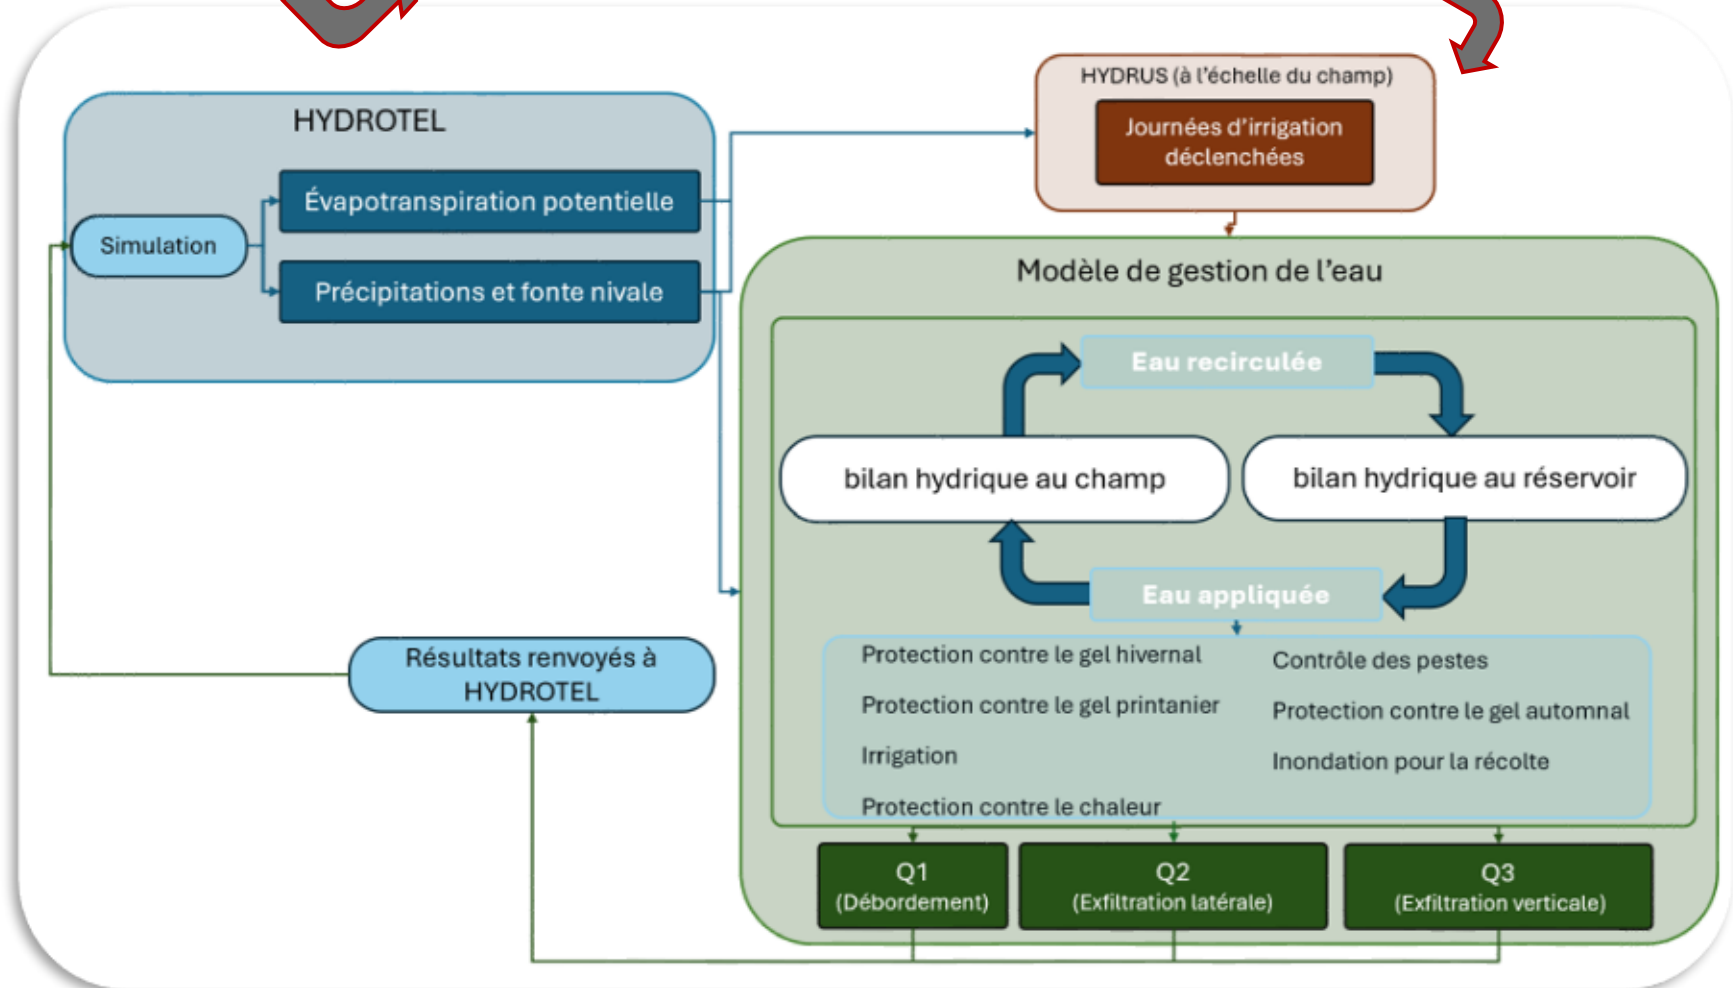 HYDROTEL
Simulation
Évapotranspiration potentielle
Précipitations et fonte nivale
HYDRUS (à l'échelle du champ)
Journées d'irrigation
déclenchées
Modèle de gestion de l'eau
Eau recirculée
bilan hydrique au champ
bilan hydrique au réservoir
Eau appliquée
Protection contre le gel hivernal
Protection contre le gel printanier
Irrigation
Protection contre le chaleur
Contrôle des pestes
Protection contre le gel automnal
Inondation pour la récolte
Q1
(Débordement)
Q2
(Exfiltration latérale)
Q3
(Exfiltration verticale)
Résultats renvoyés à
HYDROTEL